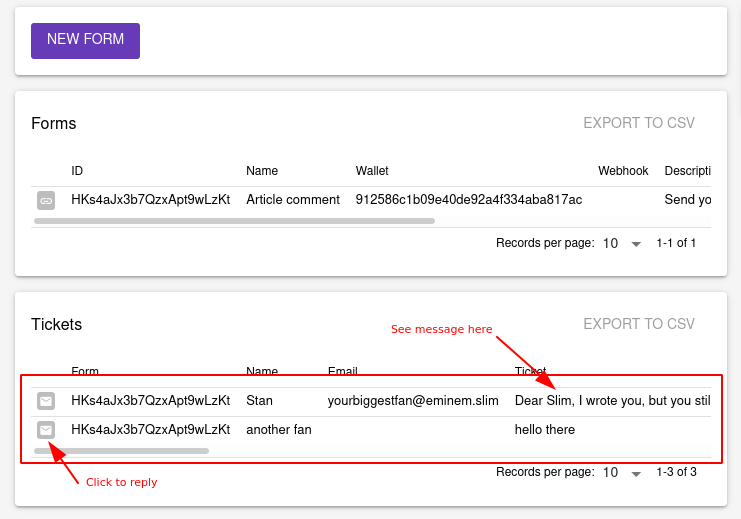 NEW FORM
Forms
EXPORT TO CSV
ID Name Wallet Webhook Descripti
HKs4aJx3b7QzxApt9wLzKt Article comment 912586c1b09e40de92a4f334aba817ac Send yo
Records per page: 10 1-1 of 1
Tickets
See message here
EXPORT TO CSV
Form Name Email Ticket
HKs4aJx3b7QzxApt9wLzKt Stan yourbiggestfan@eminem.slim Dear Slim, I wrote you, but you stil
HKs4aJx3b7QzxApt9wLzKt another fan hello there
Records per page: 10 1-3 of 3
Click to reply